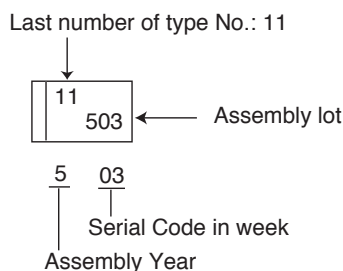 Last number of type No.: 11
11
503
Assembly lot
5 03
Serial Code in week
Assembly Year